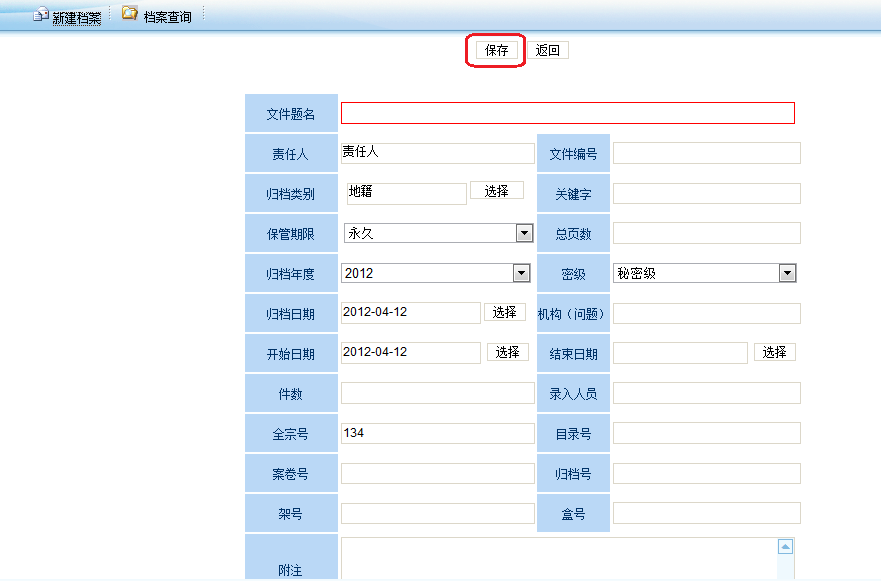 新建档案 档案查询
保存 返回
文件题名
责任人 责任人 文件编号
归档类别 地籍 选择 关键字
保管期限 永久 总页数
归档年度 2012 密级 秘密级
归档日期 2012-04-12 选择 机构（问题）
开始日期 2012-04-12 选择 结束日期 选择
件数 录入人员
全宗号 134 目录号
案卷号 归档号
架号 盒号
附注